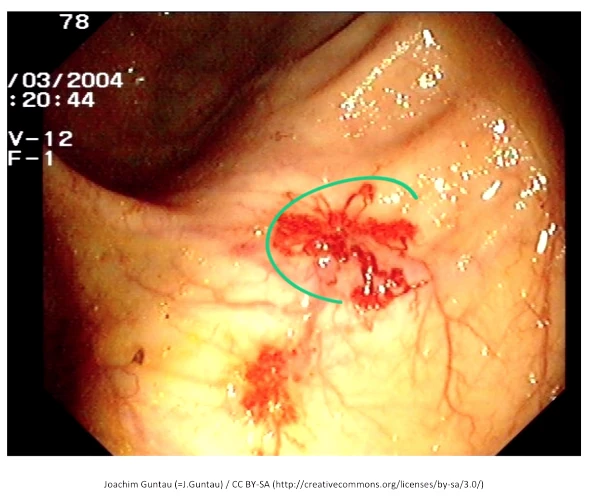 78
/03/2004
:20:44
V-12
F-1
Joachim Guntau (=J.Guntau) / CC BY-SA (http://creativecommons.org/licenses/by-sa/3.0/)